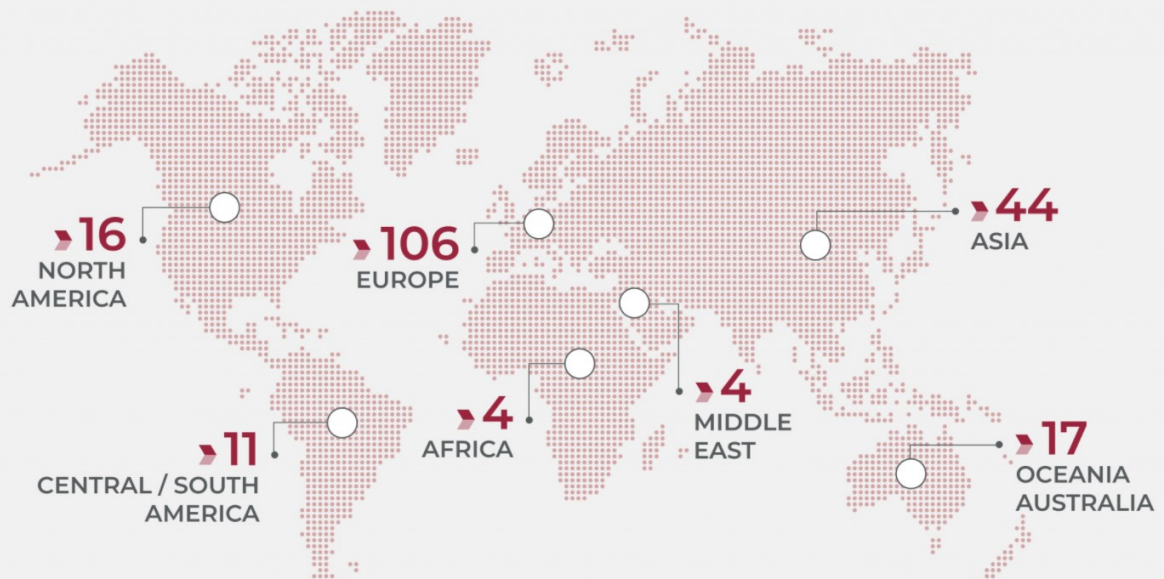 16
NORTH
AMERICA
106
EUROPE
44
ASIA
11
CENTRAL / SOUTH
AMERICA
4
AFRICA
4
MIDDLE
EAST
17
OCEANIA
AUSTRALIA